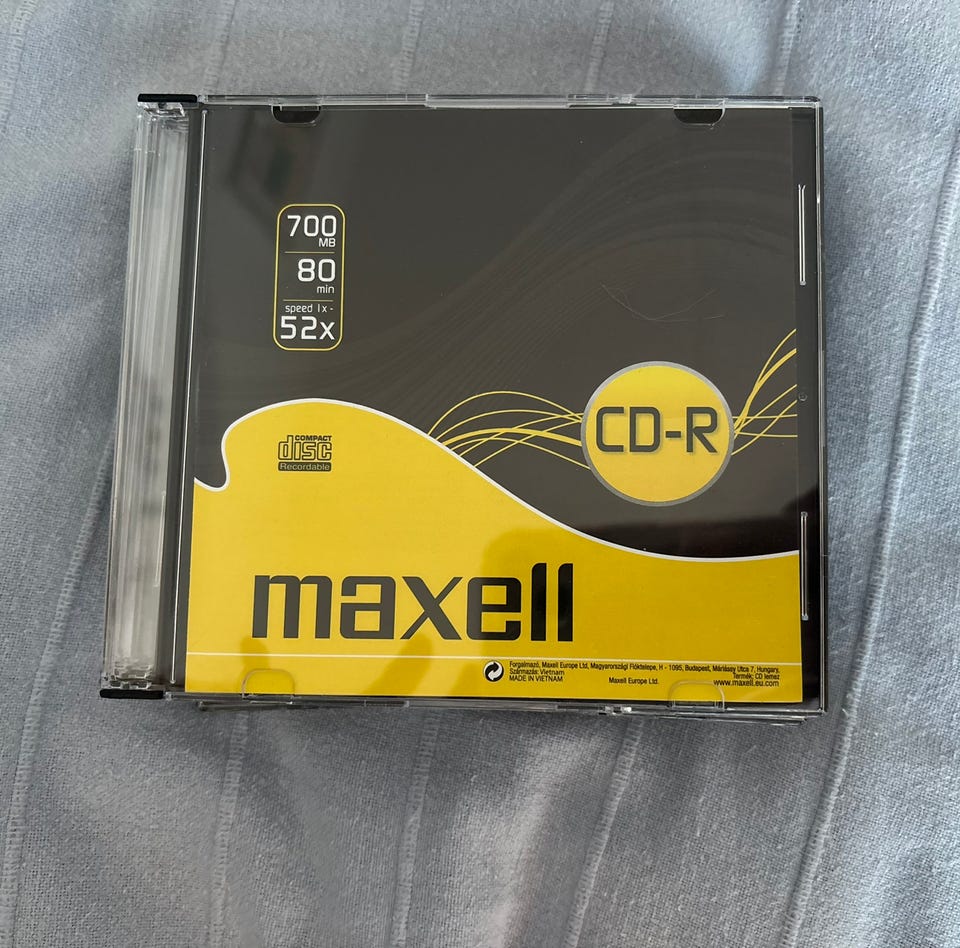 700
MB
80
min
speed 1x -
52x
CD-R
COMPACT
disc
Recordable
maxell
Forgalmazó, Maxell Europe Ltd, Magyarországi Fióktelepe, H - 1095, Budapest, Máriássy Utca 7, Hungary,
Származás: Vietnam Termék: CD lemez
MADE IN VIETNAM Maxell Europe Ltd. www.maxell.eu.com